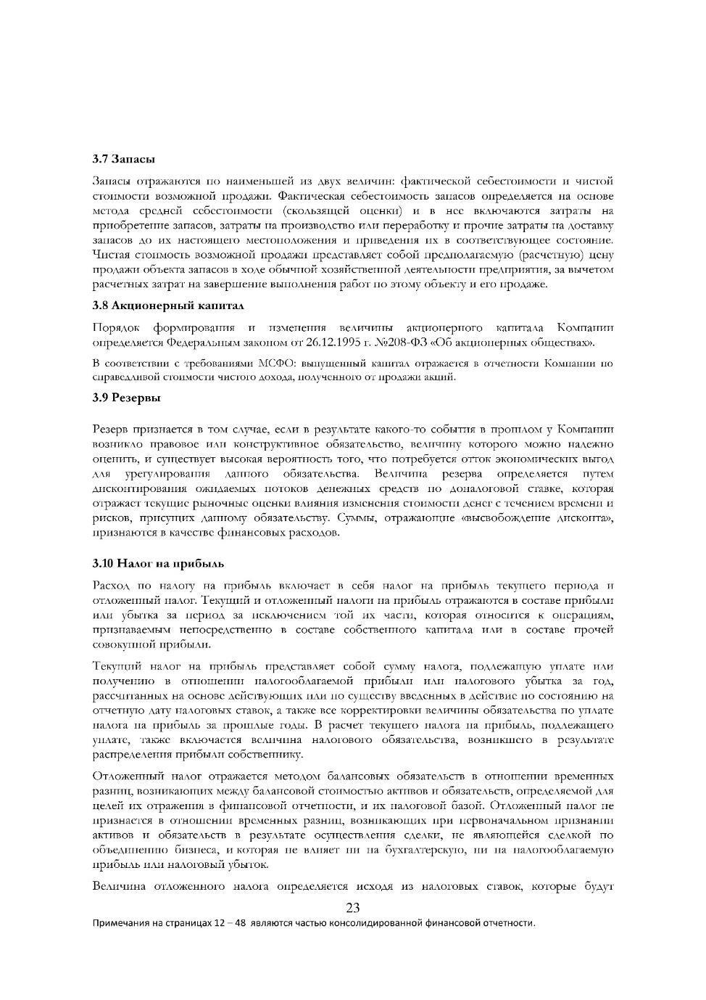 3.7 Запасы
Запасы отражаются по наименьшей из двух величин: фактической себестоимости и чистой
стоимости возможной продажи. Фактическая себестоимость запасов определяется на основе
метода средней себестоимости (скользящей оценки) и в нее включаются затраты на
приобретение запасов, затраты на производство или переработку и прочие затраты на доставку
запасов до их настоящего местоположения и приведения их в соответствующее состояние.
Чистая стоимость возможной продажи представляет собой предполагаемую (расчетную) цену
продажи объекта запасов в ходе обычной хозяйственной деятельности предприятия, за вычетом
расчетных затрат на завершение выполнения работ по этому объекту и его продаже.
3.8 Акционерный капитал
Порядок формирования и изменения величины акционерного капитала Компании
определяется Федеральным законом от 26.12.1995 г. №208-ФЗ «Об акционерных обществах».
В соответствии с требованиями МСФО: выпущенный капитал отражается в отчетности Компании по
справедливой стоимости чистого дохода, полученного от продажи акций.
3.9 Резервы
Резерв признается в том случае, если в результате какого-то события в прошлом у Компании
возникло правовое или конструктивное обязательство, величину которого можно надежно
оценить, и существует высокая вероятность того, что потребуется отток экономических выгод
для урегулирования данного обязательства. Величина резерва определяется путем
дисконтирования ожидаемых потоков денежных средств по доналоговой ставке, которая
отражает текущие рыночные оценки влияния изменения стоимости денег с течением времени и
рисков, присущих данному обязательству. Суммы, отражающие «высвобождение дисконта»,
признаются в качестве финансовых расходов.
3.10 Налог на прибыль
Расход по налогу на прибыль включает в себя налог на прибыль текущего периода и
отложенный налог. Текущий и отложенный налоги на прибыль отражаются в составе прибыли
или убытка за период за исключением той их части, которая относится к операциям,
признаваемым непосредственно в составе собственного капитала или в составе прочей
совокупной прибыли.
Текущий налог на прибыль представляет собой сумму налога, подлежащую уплате или
получению в отношении налогооблагаемой прибыли или налогового убытка за год,
рассчитанных на основе действующих или по существу введенных в действие по состоянию на
отчетную дату налоговых ставок, а также все корректировки величины обязательства по уплате
налога на прибыль за прошлые годы. В расчет текущего налога на прибыль, подлежащего
уплате, также включается величина налогового обязательства, возникшего в результате
распределения прибыли собственнику.
Отложенный налог отражается методом балансовых обязательств в отношении временных
разниц, возникающих между балансовой стоимостью активов и обязательств, определяемой для
целей их отражения в финансовой отчетности, и их налоговой базой. Отложенный налог не
признается в отношении временных разниц, возникающих при первоначальном признании
активов и обязательств в результате осуществления сделки, не являющейся сделкой по
объединению бизнеса, и которая не влияет ни на бухгалтерскую, ни на налогооблагаемую
прибыль или налоговый убыток.
Величина отложенного налога определяется исходя из налоговых ставок, которые будут
23
Примечания на страницах 12 – 48 являются частью консолидированной финансовой отчетности.